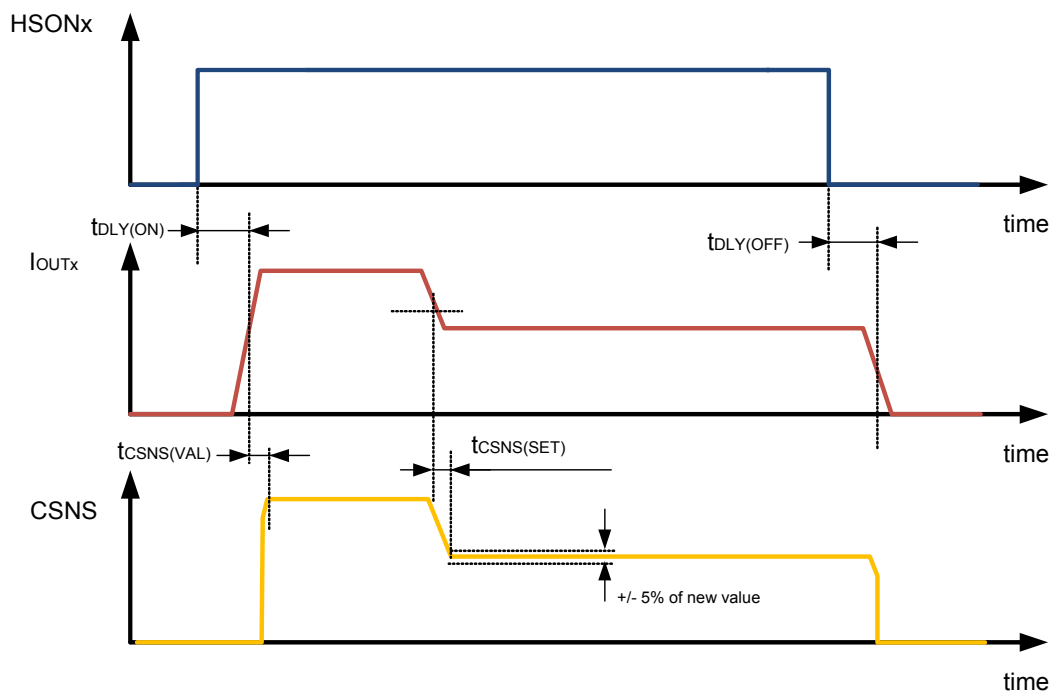 HSONx
time
tDLY(ON)
tDLY(OFF)
IOUTx
time
tCSNS(VAL)
tCSNS(SET)
CSNS
+/- 5% of new value
time